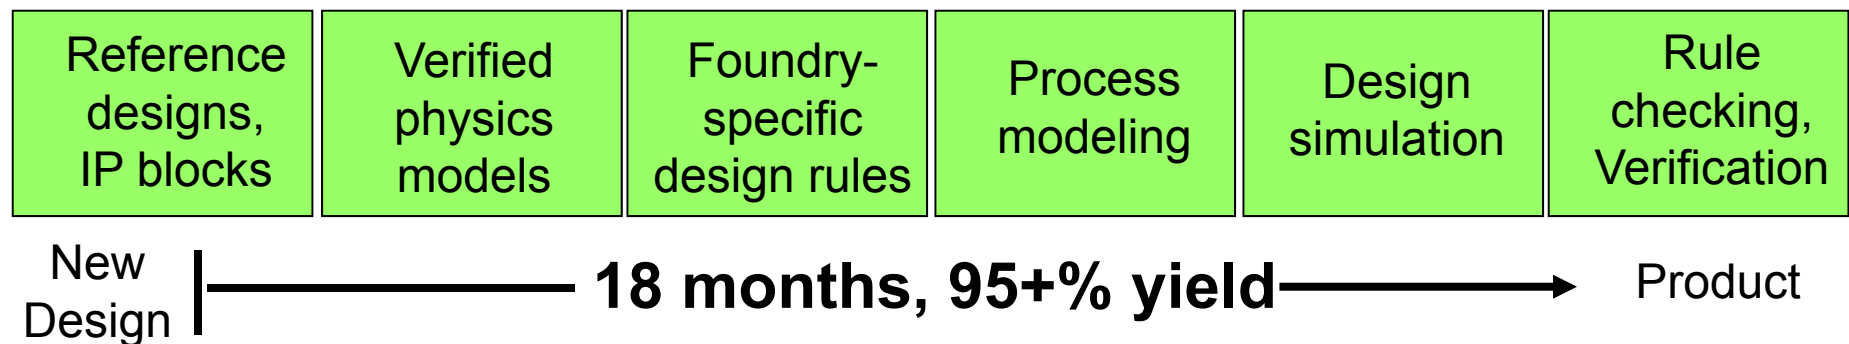 Reference
designs,
IP blocks
Verified
physics
models
Foundry-
specific
design rules
Process
modeling
Design
simulation
Rule
checking,
Verification
New
Design
18 months, 95+% yield
Product